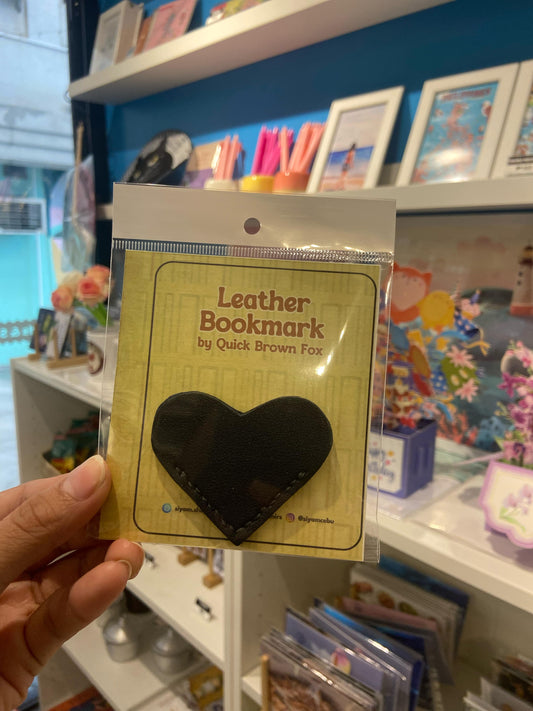 Leather
Bookmark
by Quick Brown Fox
@siyamcebu